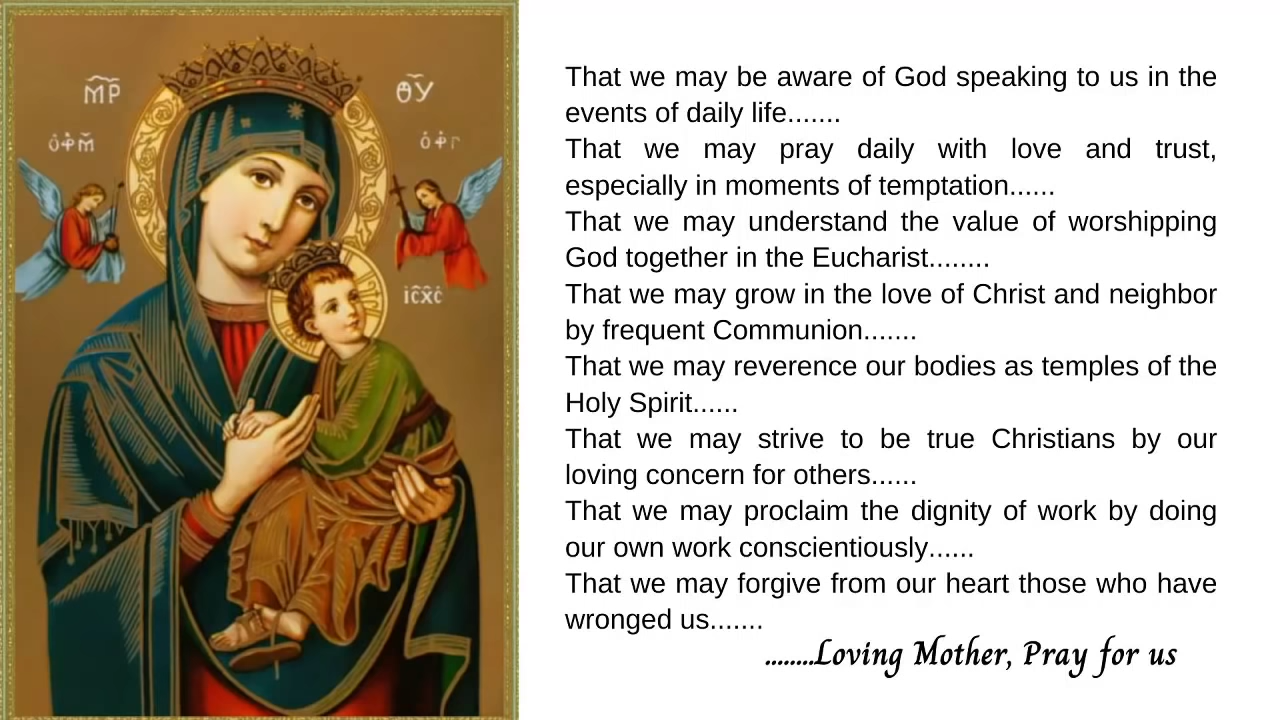 ΜΡ ΘΥ
ὁ ἀ Μ ὁ ἀ Γ
ΙC ΧC
That we may be aware of God speaking to us in the
events of daily life.......
That we may pray daily with love and trust,
especially in moments of temptation......
That we may understand the value of worshipping
God together in the Eucharist........
That we may grow in the love of Christ and neighbor
by frequent Communion.......
That we may reverence our bodies as temples of the
Holy Spirit......
That we may strive to be true Christians by our
loving concern for others......
That we may proclaim the dignity of work by doing
our own work conscientiously......
That we may forgive from our heart those who have
wronged us.......
........Loving Mother, Pray for us